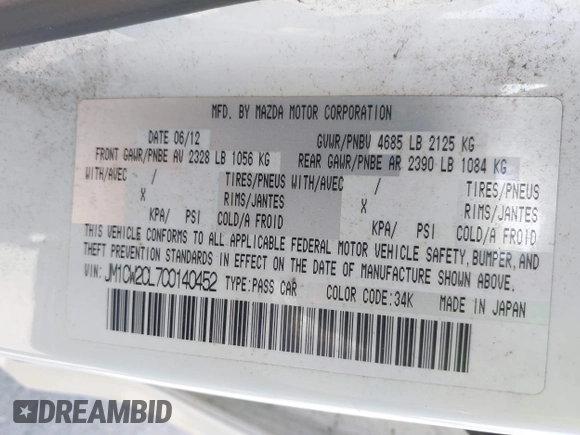 MFD. BY MAZDA MOTOR CORPORATION
DATE 06/12 GVWR/PNBV 4685 LB 2125 KG
FRONT GAWR/PNBE AV 2328 LB 1056 KG REAR GAWR/PNBE AR 2390 LB 1084 KG
WITH/AVEC / TIRES/PNEUS WITH/AVEC / TIRES/PNEUS
X RIMS/JANTES X RIMS/JANTES
KPA/ PSI COLD/A FROID KPA/ PSI COLD/A FROID
THIS VEHICLE CONFORMS TO ALL APPLICABLE FEDERAL MOTOR VEHICLE SAFETY, BUMPER, AND
THEFT PREVENTION STANDARDS IN EFFECT ON THE DATE OF MANUFACTURE SHOWN ABOVE.
VIN: JM1CW2CL7C0140452 TYPE:PASS CAR COLOR CODE:34K MADE IN JAPAN
DREAMBID